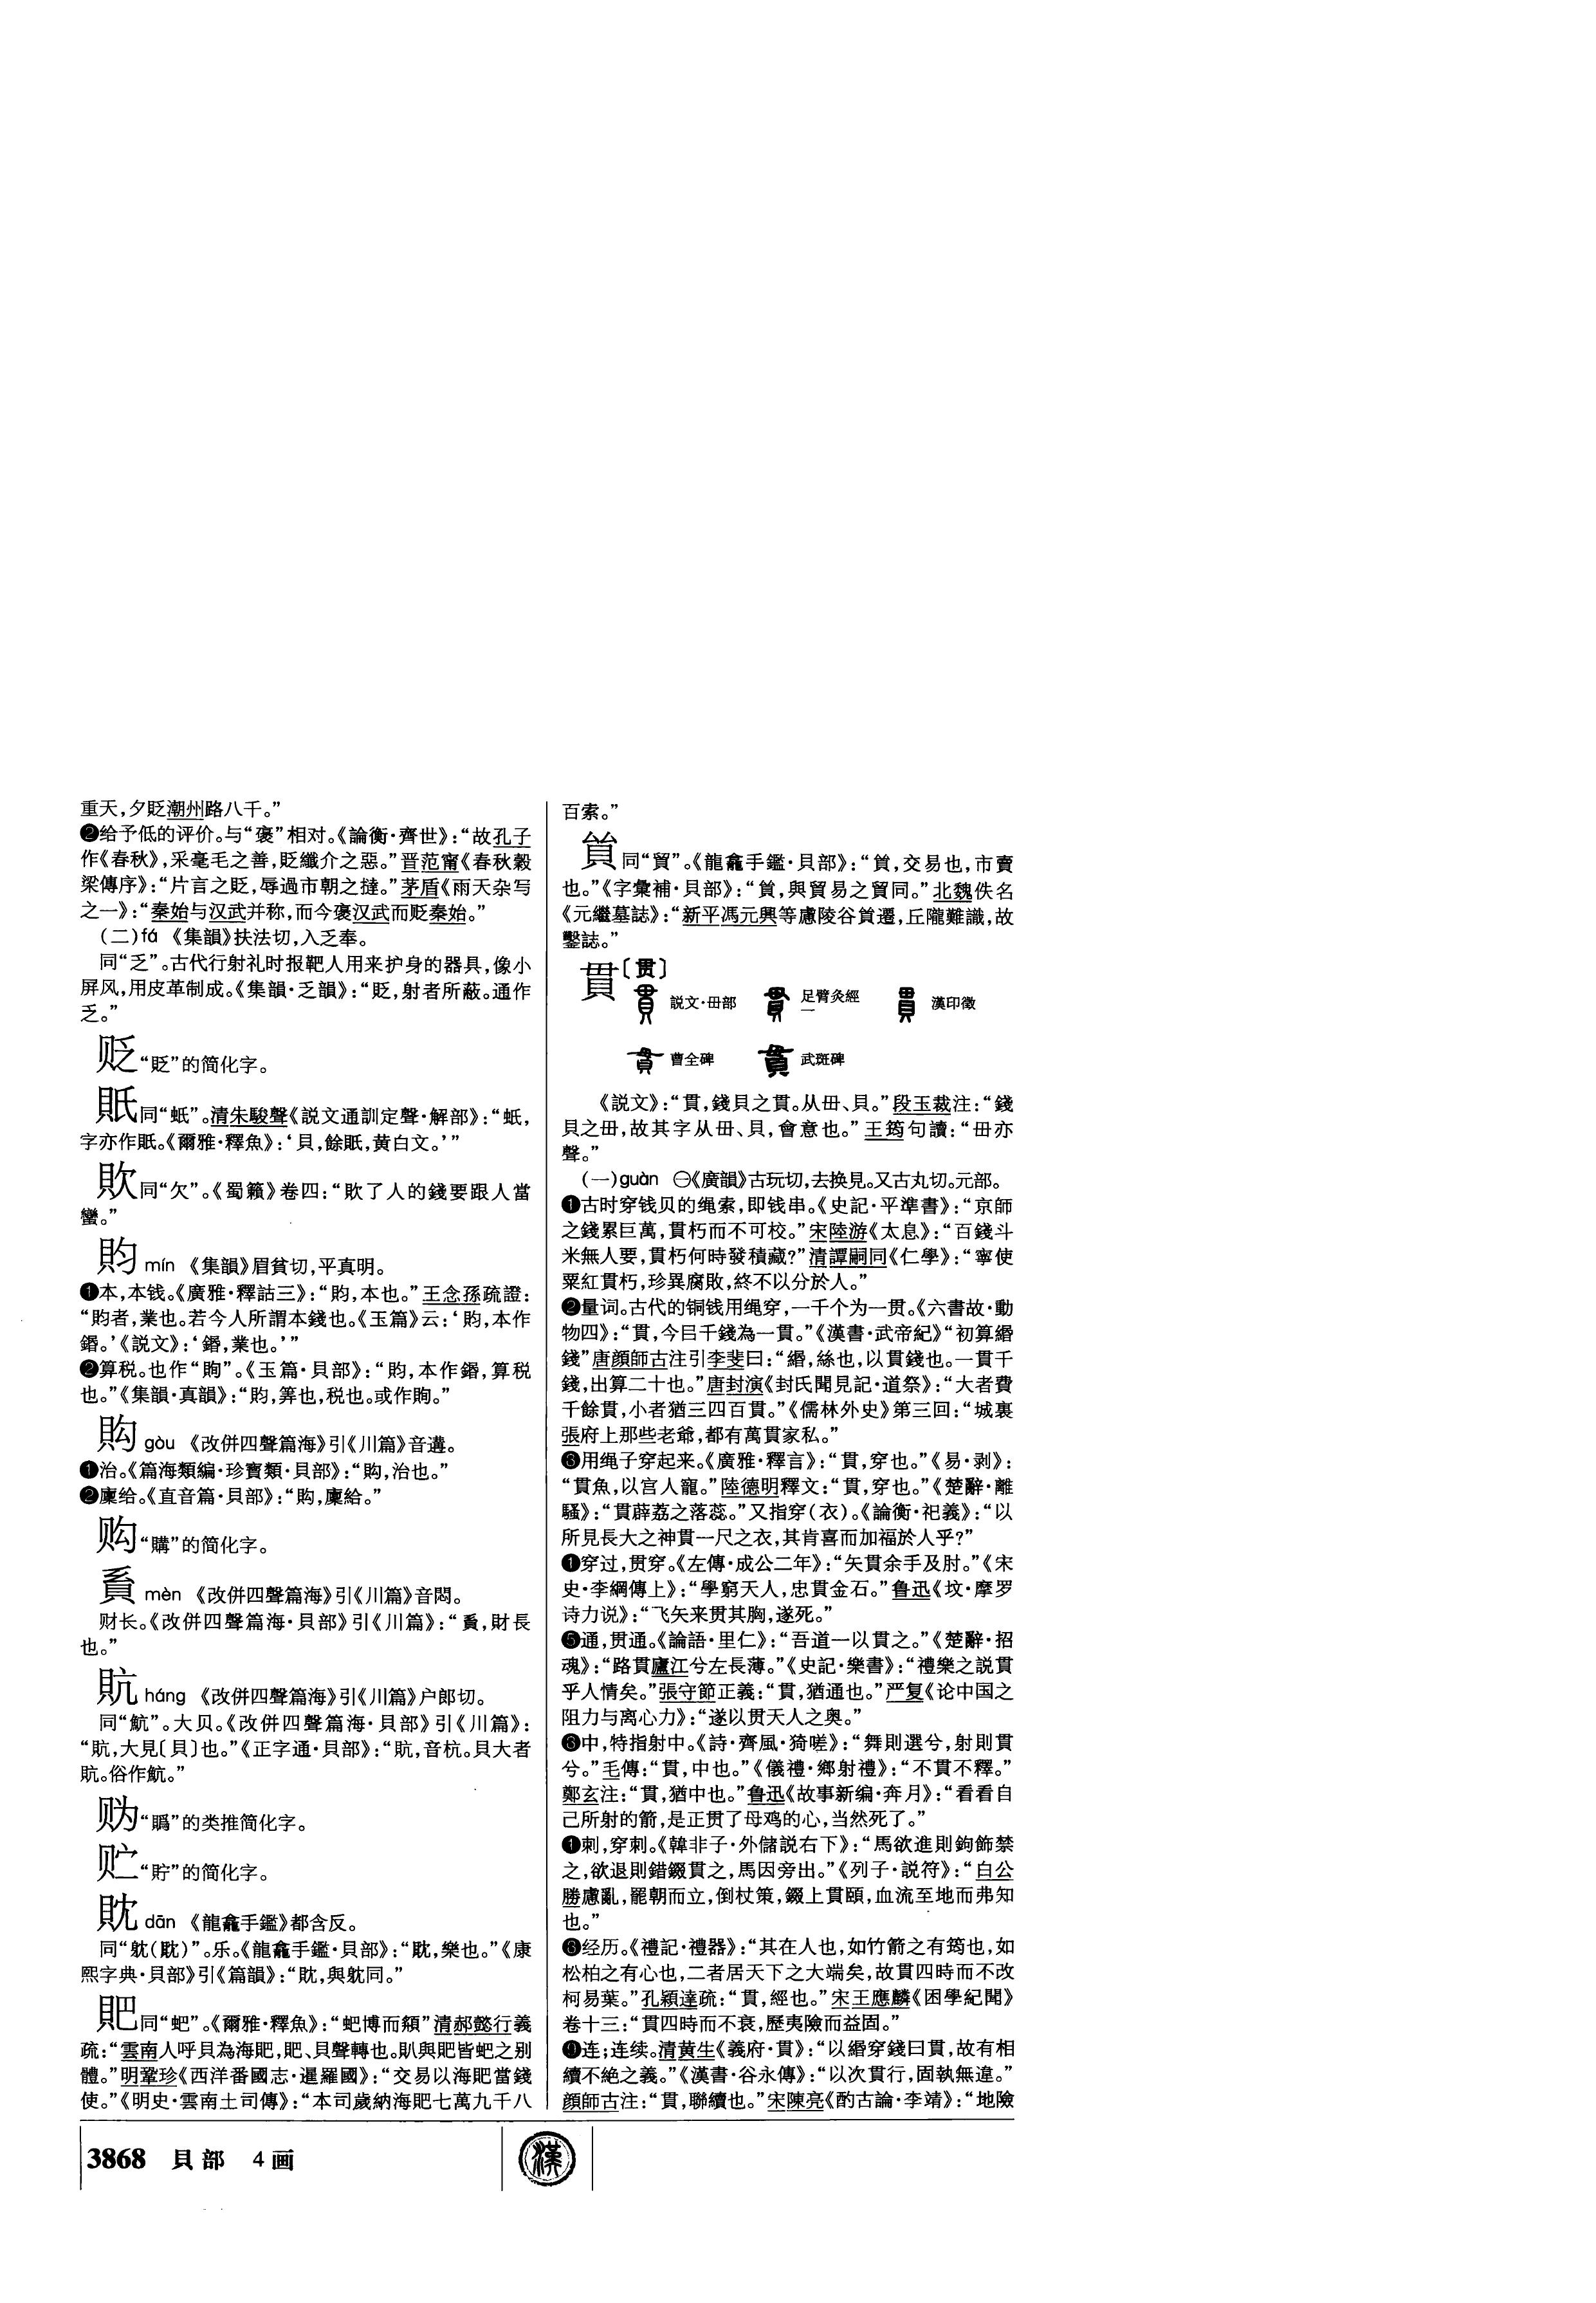 重天，夕貶潮州路八千。”
❷给予低的评价。与“褒”相对。《論衡·齊世》：“故孔子
作《春秋》，采毫毛之善，貶纖介之惡。”晋范甯《春秋穀
梁傳序》：“片言之貶，辱過市朝之撻。”茅盾《雨天杂写
之一》：“秦始与汉武并称，而今褒汉武而贬秦始。”
（二）fá 《集韻》扶法切，入乏奉。
同“乏”。古代行射礼时报靶人用来护身的器具，像小
屏风，用皮革制成。《集韻·乏韻》：“貶，射者所蔽。通作
乏。”
贬“貶”的简化字。
貾同“蚳”。清朱駿聲《説文通訓定聲·解部》：“蚳，
字亦作貾。《爾雅·釋魚》：‘貝，餘貾，黄白文。’”
㰽同“欠”。《蜀籟》卷四：“㰽了人的錢要跟人當
蠻。”
䝧 mín 《集韻》眉貧切，平真明。
❶本，本钱。《廣雅·釋詁三》：“䝧，本也。”王念孫疏證：
“䝧者，業也。若今人所謂本錢也。《玉篇》云：‘䝧，本作
鍲。’《説文》：‘鍲，業也。’”
❷算税。也作“䝨”。《玉篇·貝部》：“䝧，本作鍲，算税
也。”《集韻·真韻》：“䝧，筭也，税也。或作䝨。”
貾 gòu 《改併四聲篇海》引《川篇》音遘。
❶治。《篇海類編·珍寶類·貝部》：“㝅，治也。”
❷廩给。《直音篇·貝部》：“，廩給。”
购“購”的简化字。
mèn 《改併四聲篇海》引《川篇》音悶。
财长。《改併四聲篇海·貝部》引《川篇》：“，財長
也。”
貥 háng 《改併四聲篇海》引《川篇》户郎切。
同“魧”。大贝。《改併四聲篇海·貝部》引《川篇》：
“貥，大見〔貝〕也。”《正字通·貝部》：“貥，音杭。貝大者
貥。俗作魧。”
“贋”的类推简化字。
贮“貯”的简化字。
dān 《龍龕手鑑》都含反。
同“躭（耽）”。乐。《龍龕手鑑·貝部》：“，樂也。”《康
熙字典·貝部》引《篇韻》：“，與躭同。”
䝛同“蚆”。《爾雅·釋魚》：“蚆博而頯”清郝懿行義
疏：“雲南人呼貝為海䝛，䝛、貝聲轉也。與䝛皆蚆之别
體。”明鞏珍《西洋番國志·暹羅國》：“交易以海䝛當錢
使。”《明史·雲南土司傳》：“本司歲納海䝛七萬九千八
百索。”
同“貿”。《龍龕手鑑·貝部》：“，交易也，市賣
也。”《字彙補·貝部》：“，與貿易之貿同。”北魏佚名
《元繼墓誌》：“新平馮元興等慮陵谷遷，丘隴難識，故
鑿誌。”
貫〔贯〕
説文·毌部 足臂灸經一 漢印徵
曹全碑 武斑碑
《説文》：“貫，錢貝之貫。从毌、貝。”段玉裁注：“錢
貝之毌，故其字从毌、貝，會意也。”王筠句讀：“毌亦
聲。”
（一）guàn ㊀《廣韻》古玩切，去换見。又古丸切。元部。
❶古时穿钱贝的绳索，即钱串。《史記·平準書》：“京師
之錢累巨萬，貫朽而不可校。”宋陸游《太息》：“百錢斗
米無人要，貫朽何時發積藏？”清譚嗣同《仁學》：“寧使
粟紅貫朽，珍異腐敗，終不以分於人。”
❷量词。古代的铜钱用绳穿，一千个为一贯。《六書故·動
物四》：“貫，今㠯千錢為一貫。”《漢書·武帝紀》“初算緡
錢”唐顔師古注引李斐曰：“緡，絲也，以貫錢也。一貫千
錢，出算二十也。”唐封演《封氏聞見記·道祭》：“大者費
千餘貫，小者猶三四百貫。”《儒林外史》第三回：“城裏
張府上那些老爺，都有萬貫家私。”
❸用绳子穿起来。《廣雅·釋言》：“貫，穿也。”《易·剥》：
“貫魚，以宫人寵。”陸德明釋文：“貫，穿也。”《楚辭·離
騷》：“貫薜荔之落蕊。”又指穿（衣）。《論衡·祀義》：“以
所見長大之神貫一尺之衣，其肯喜而加福於人乎？”
❹穿过，贯穿。《左傳·成公二年》：“矢貫余手及肘。”《宋
史·李綱傳上》：“學窮天人，忠貫金石。”鲁迅《坟·摩罗
诗力说》：“飞矢来贯其胸，遂死。”
❺通，贯通。《論語·里仁》：“吾道一以貫之。”《楚辭·招
魂》：“路貫廬江兮左長薄。”《史記·樂書》：“禮樂之説貫
乎人情矣。”張守節正義：“貫，猶通也。”严复《论中国之
阻力与离心力》：“遂以贯天人之奥。”
❻中，特指射中。《詩·齊風·猗嗟》：“舞則選兮，射則貫
兮。”毛傳：“貫，中也。”《儀禮·鄉射禮》：“不貫不釋。”
鄭玄注：“貫，猶中也。”鲁迅《故事新编·奔月》：“看看自
己所射的箭，是正贯了母鸡的心，当然死了。”
❼刺，穿刺。《韓非子·外儲説右下》：“馬欲進則鉤飾禁
之，欲退則錯錣貫之，馬因旁出。”《列子·説符》：“白公
勝慮亂，罷朝而立，倒杖策，錣上貫頤，血流至地而弗知
也。”
❽经历。《禮記·禮器》：“其在人也，如竹箭之有筠也，如
松柏之有心也，二者居天下之大端矣，故貫四時而不改
柯易葉。”孔穎達疏：“貫，經也。”宋王應麟《困學紀聞》
卷十三：“貫四時而不衰，歷夷險而益固。”
❾连；连续。清黄生《義府·貫》：“以緡穿錢曰貫，故有相
續不絶之義。”《漢書·谷永傳》：“以次貫行，固執無違。”
顔師古注：“貫，聯續也。”宋陳亮《酌古論·李靖》：“地險
3868 貝部 4画
漢